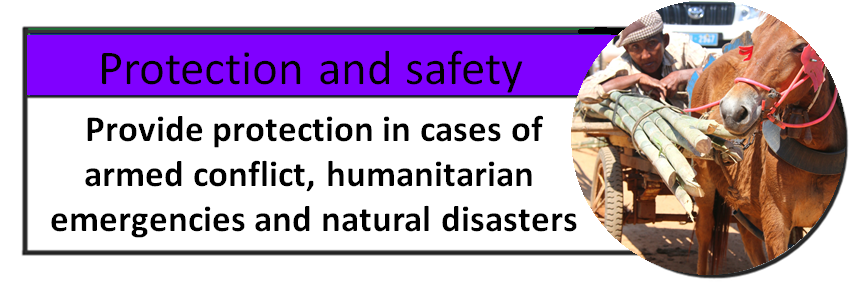 Protection and safety
Provide protection in cases of
armed conflict, humanitarian
emergencies and natural disasters